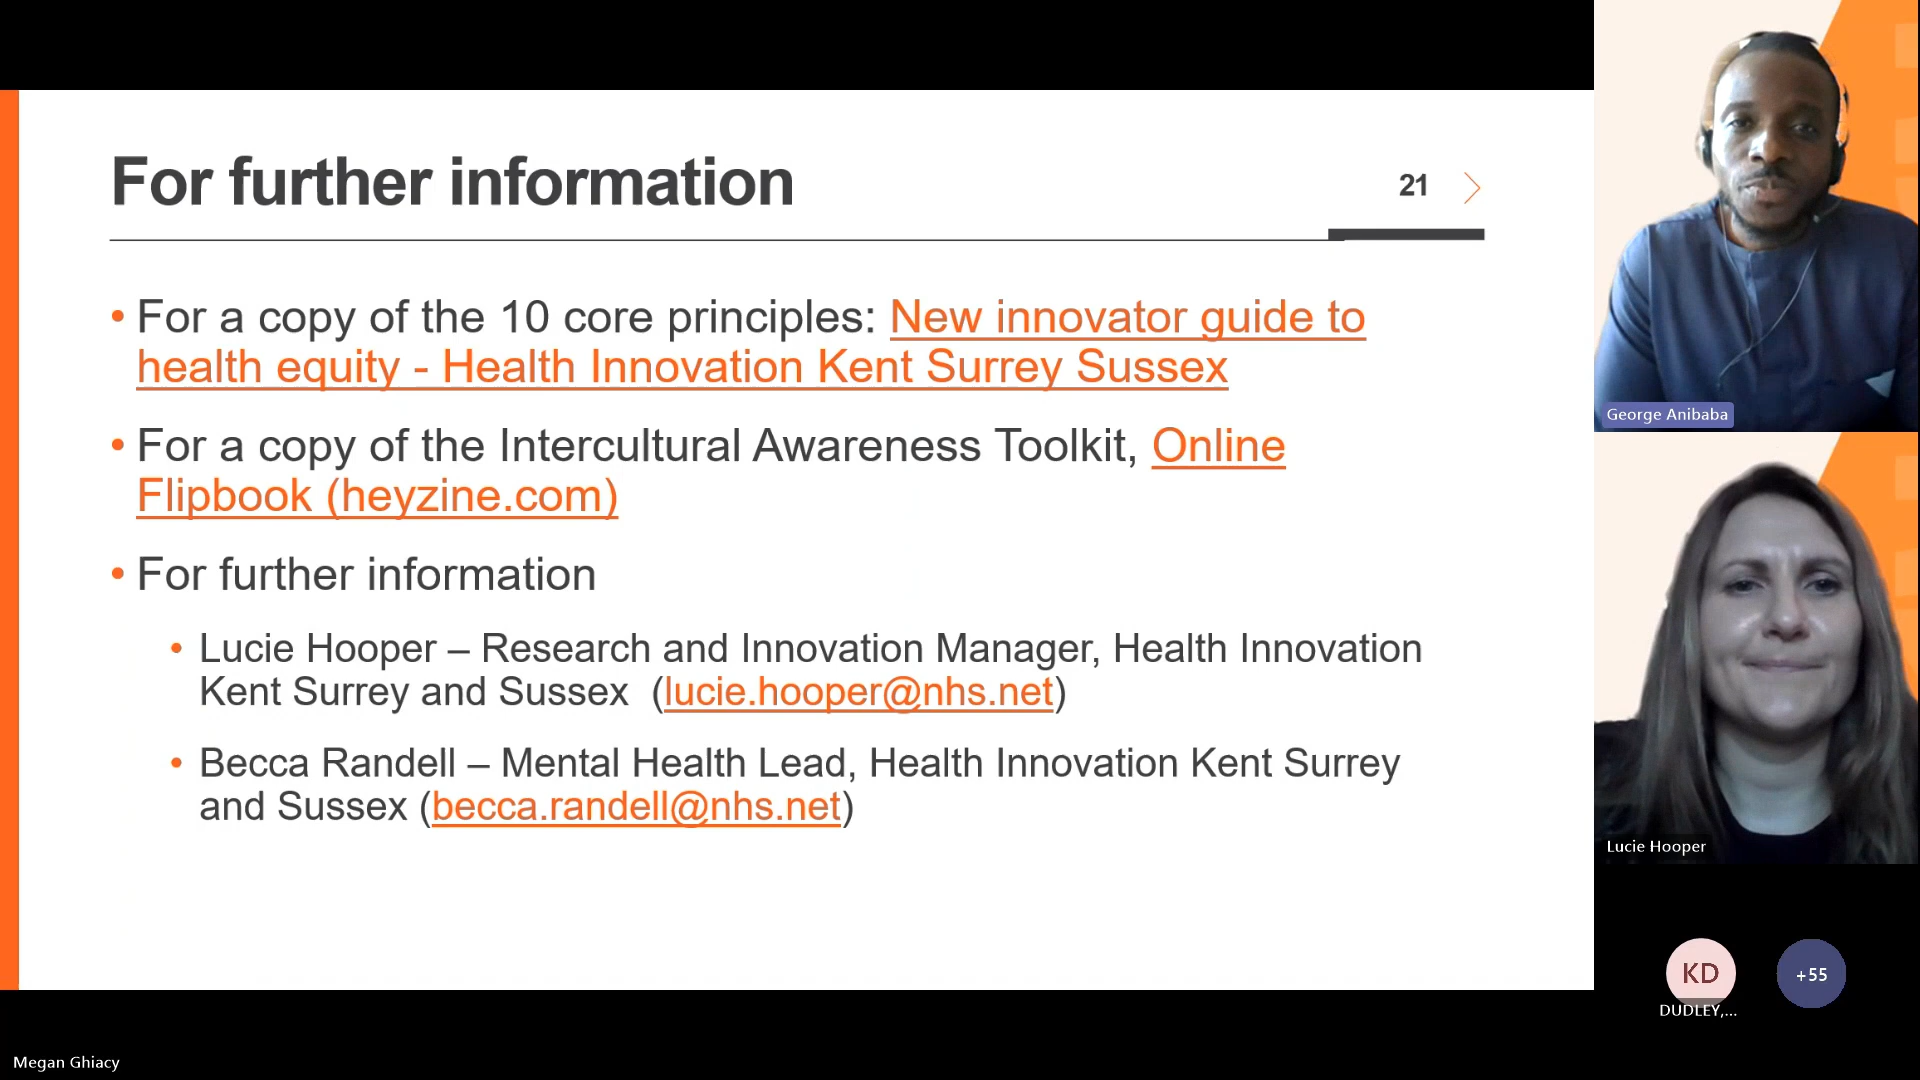 For further information
21
• For a copy of the 10 core principles: New innovator guide to
health equity - Health Innovation Kent Surrey Sussex
• For a copy of the Intercultural Awareness Toolkit, Online
Flipbook (heyzine.com)
• For further information
• Lucie Hooper – Research and Innovation Manager, Health Innovation
Kent Surrey and Sussex (lucie.hooper@nhs.net)
• Becca Randell – Mental Health Lead, Health Innovation Kent Surrey
and Sussex (becca.randell@nhs.net)
George Anibaba
Lucie Hooper
KD
+55
DUDLEY,...
Megan Ghiacy